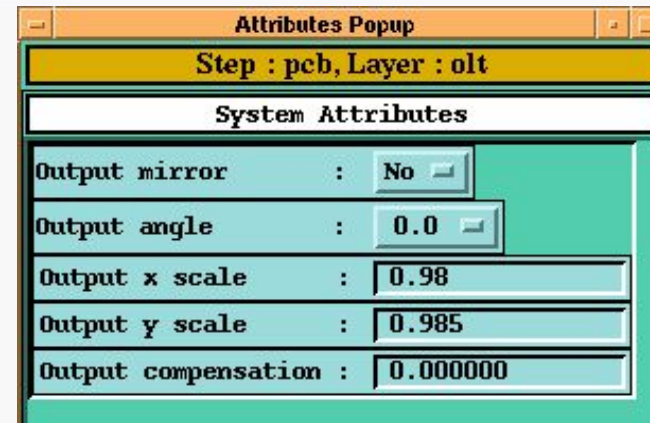 Attributes Popup
Step : pcb, Layer : olt
System Attributes
Output mirror : No
Output angle : 0.0
Output x scale : 0.98
Output y scale : 0.985
Output compensation : 0.000000